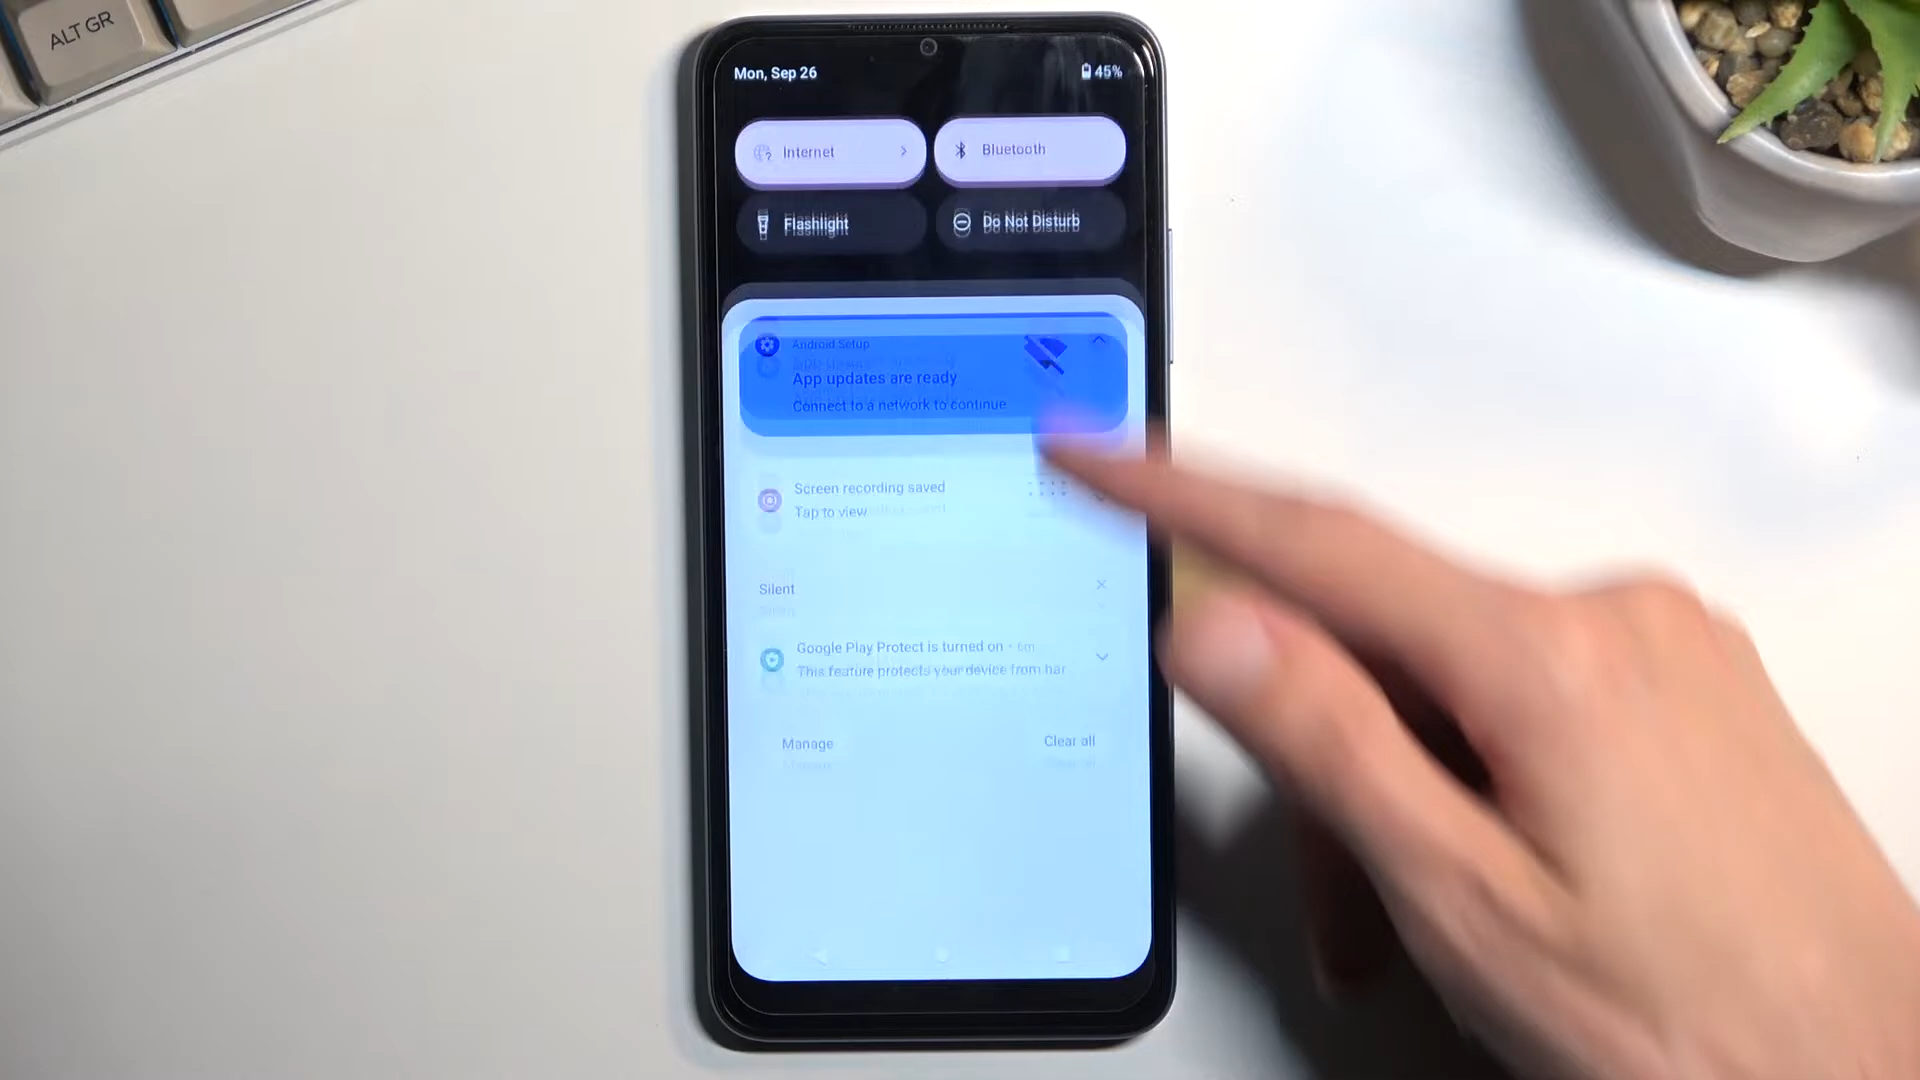 ALT GR
Mon, Sep 26
45%
Internet
Bluetooth
Flashlight
Do Not Disturb
Android Setup
App updates are ready
Connect to a network to continue
Screen recording saved
Tap to view
Silent
Google Play Protect is turned on • 6m
This feature protects your device from har
Manage
Clear all